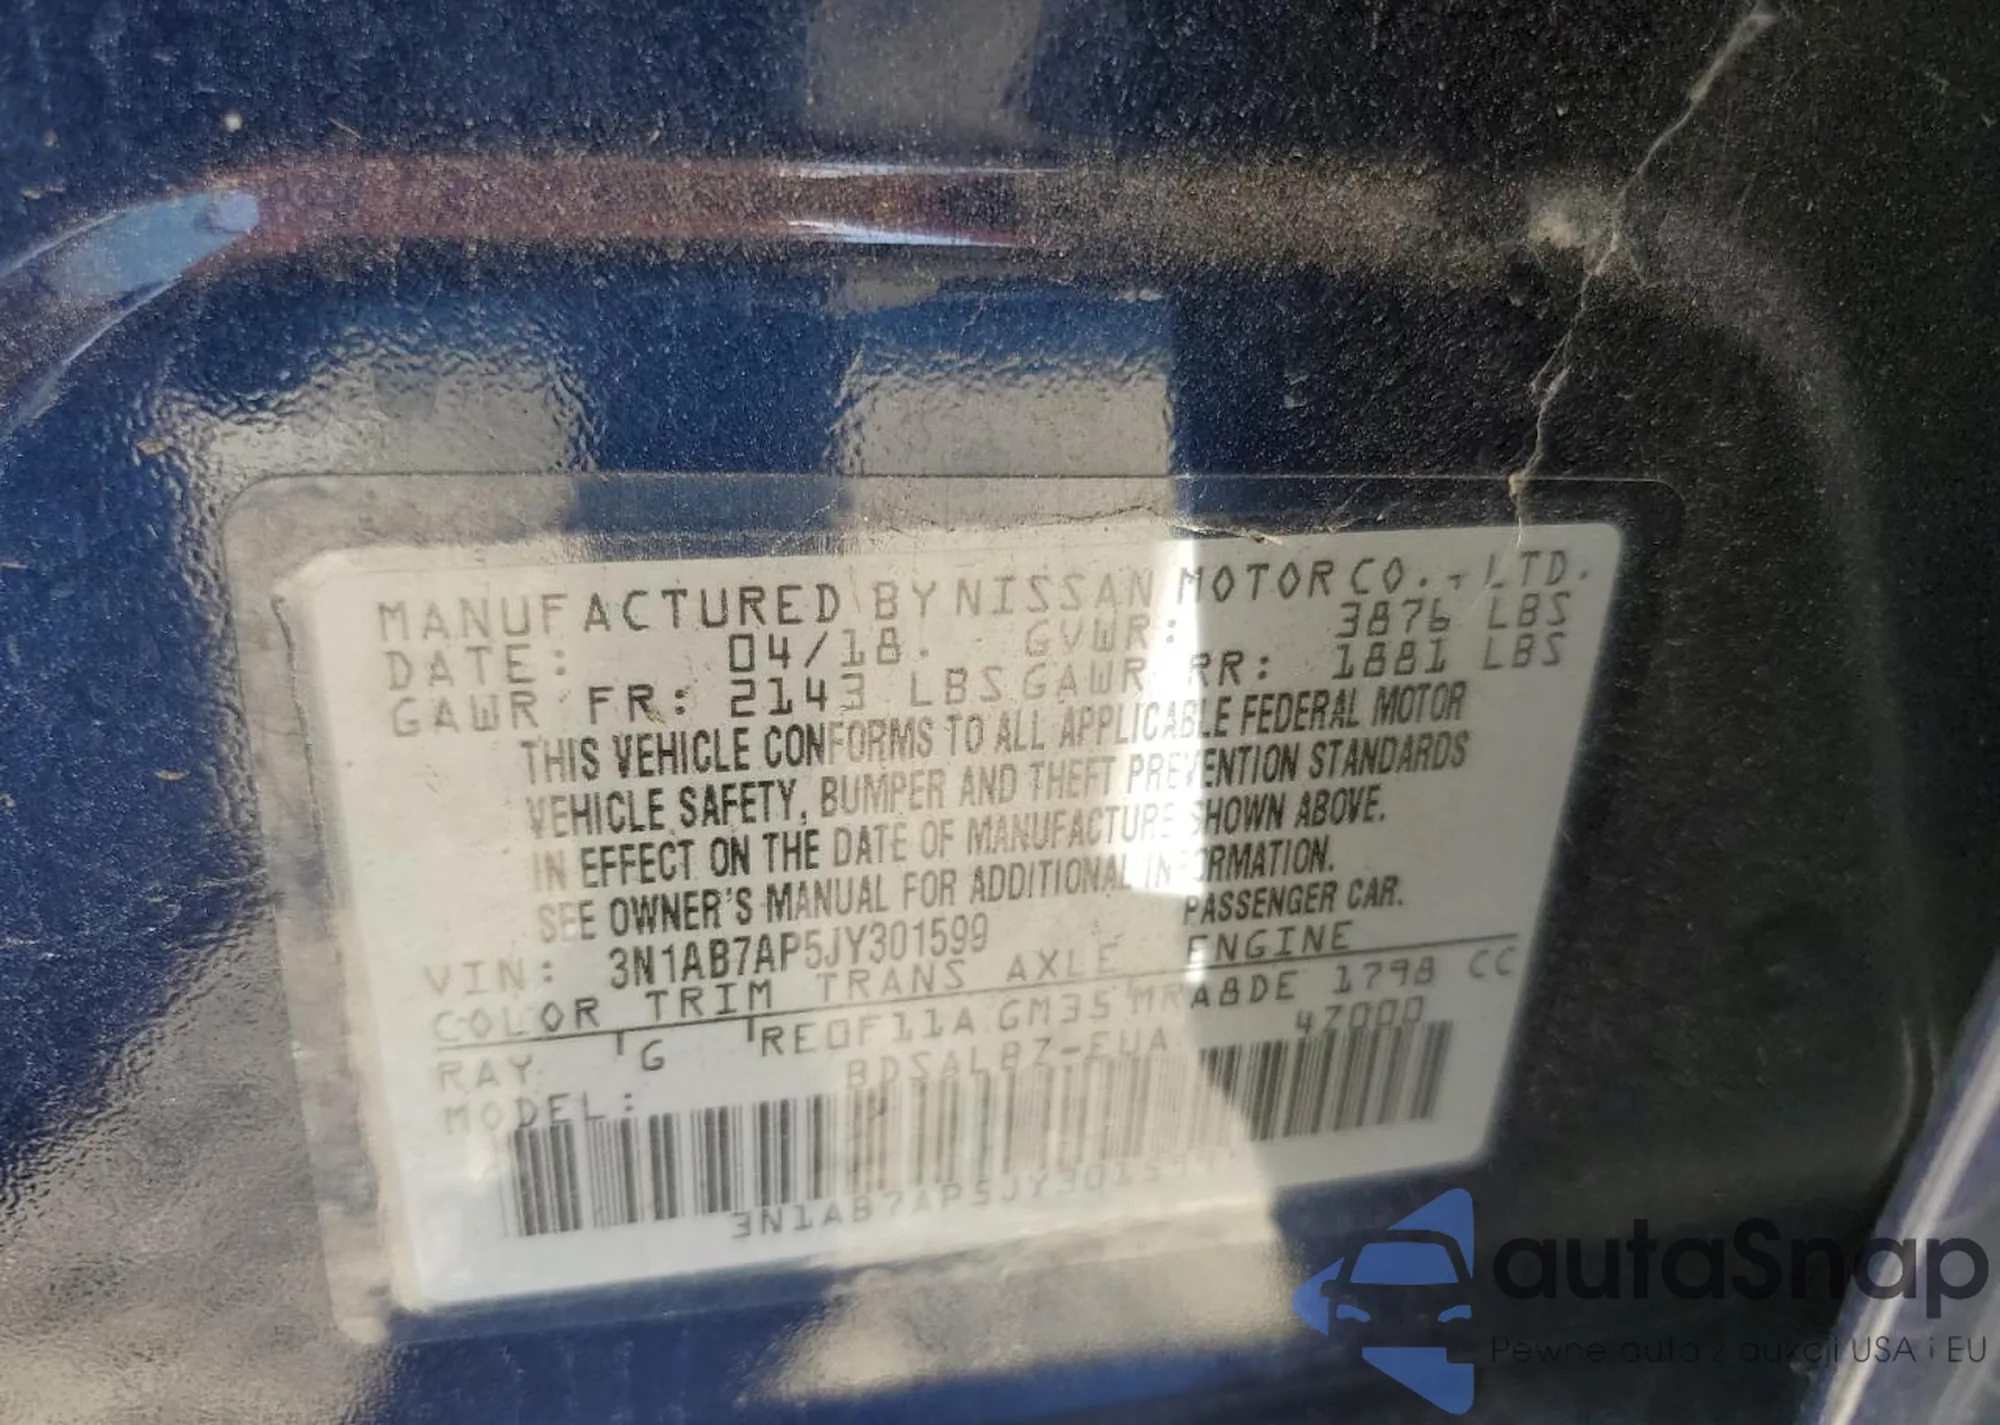 MANUFACTURED BY NISSAN MOTOR CO., LTD.
DATE: 04/18. GVWR: 3876 LBS
GAWR FR: 2143 LBS GAWR RR: 1881 LBS
THIS VEHICLE CONFORMS TO ALL APPLICABLE FEDERAL MOTOR
VEHICLE SAFETY, BUMPER AND THEFT PREVENTION STANDARDS
IN EFFECT ON THE DATE OF MANUFACTURE SHOWN ABOVE.
SEE OWNER'S MANUAL FOR ADDITIONAL INFORMATION.
VIN: 3N1AB7AP5JY301599 PASSENGER CAR.
COLOR TRIM TRANS AXLE ENGINE
RAY G RE0F11A GM35 MRA8DE 1798 CC
MODEL: BDSALBZ-EUA 47000
3N1AB7AP5JY301599
autaSnap
Pewne auta z aukcji USA i EU